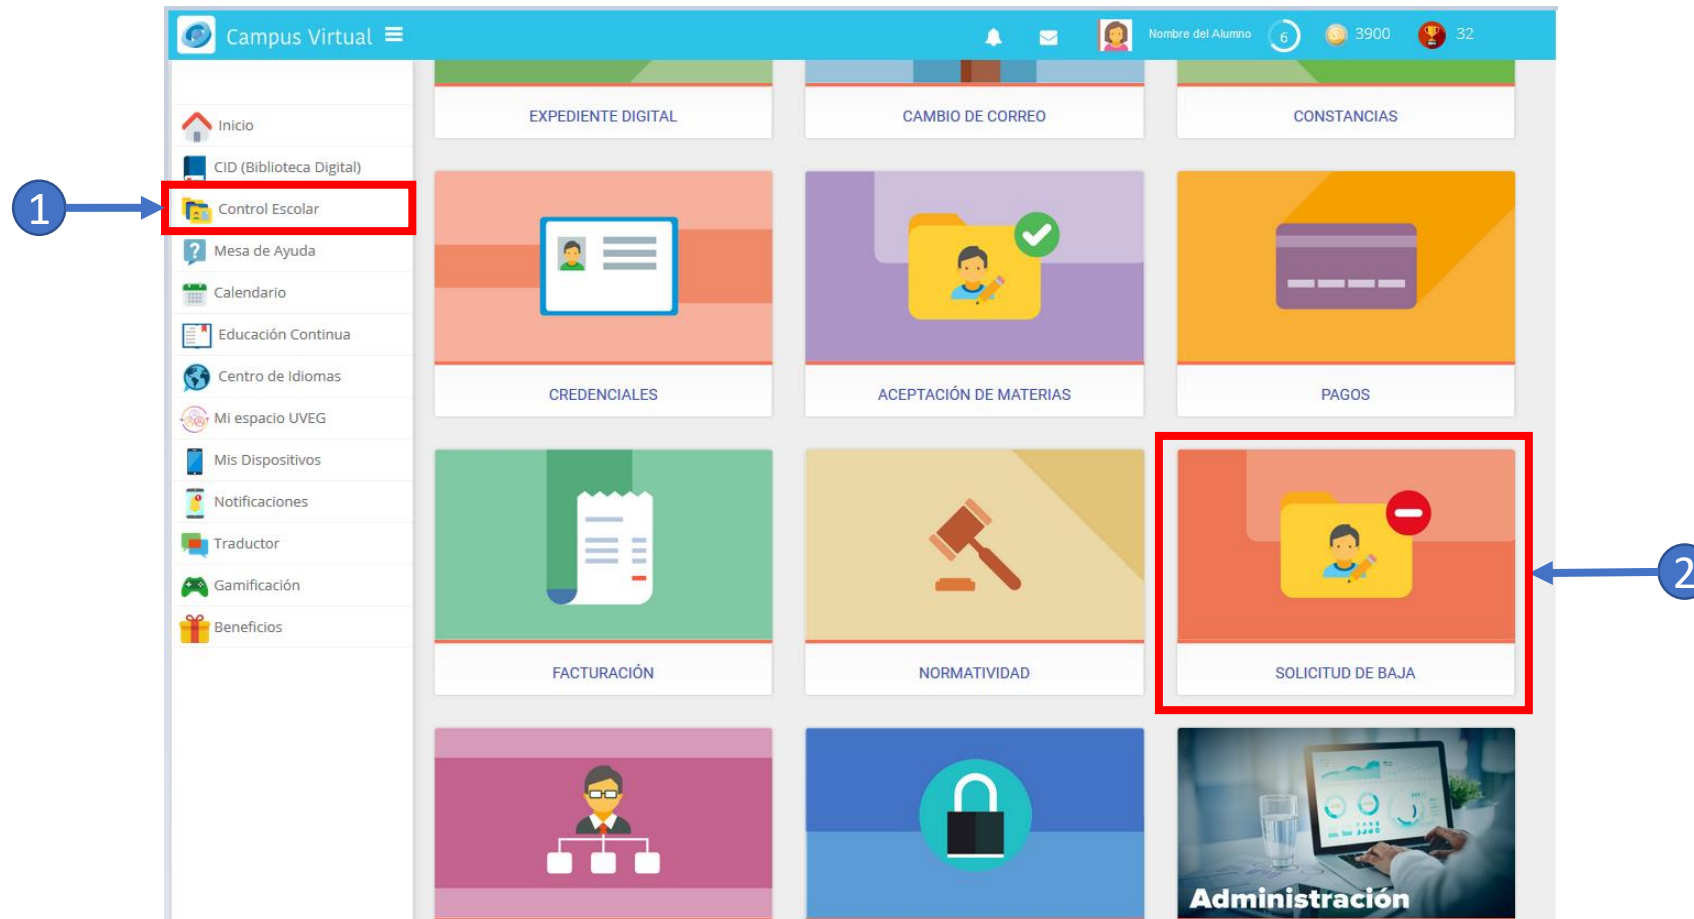 Campus Virtual
Nombre del Alumno
6
3900
32
Inicio
CID (Biblioteca Digital)
Control Escolar
Mesa de Ayuda
Calendario
Educación Continua
Centro de Idiomas
Mi espacio UVEG
Mis Dispositivos
Notificaciones
Traductor
Gamificación
Beneficios
1
EXPEDIENTE DIGITAL
CAMBIO DE CORREO
CONSTANCIAS
CREDENCIALES
ACEPTACIÓN DE MATERIAS
PAGOS
FACTURACIÓN
NORMATIVIDAD
SOLICITUD DE BAJA
2
Administración